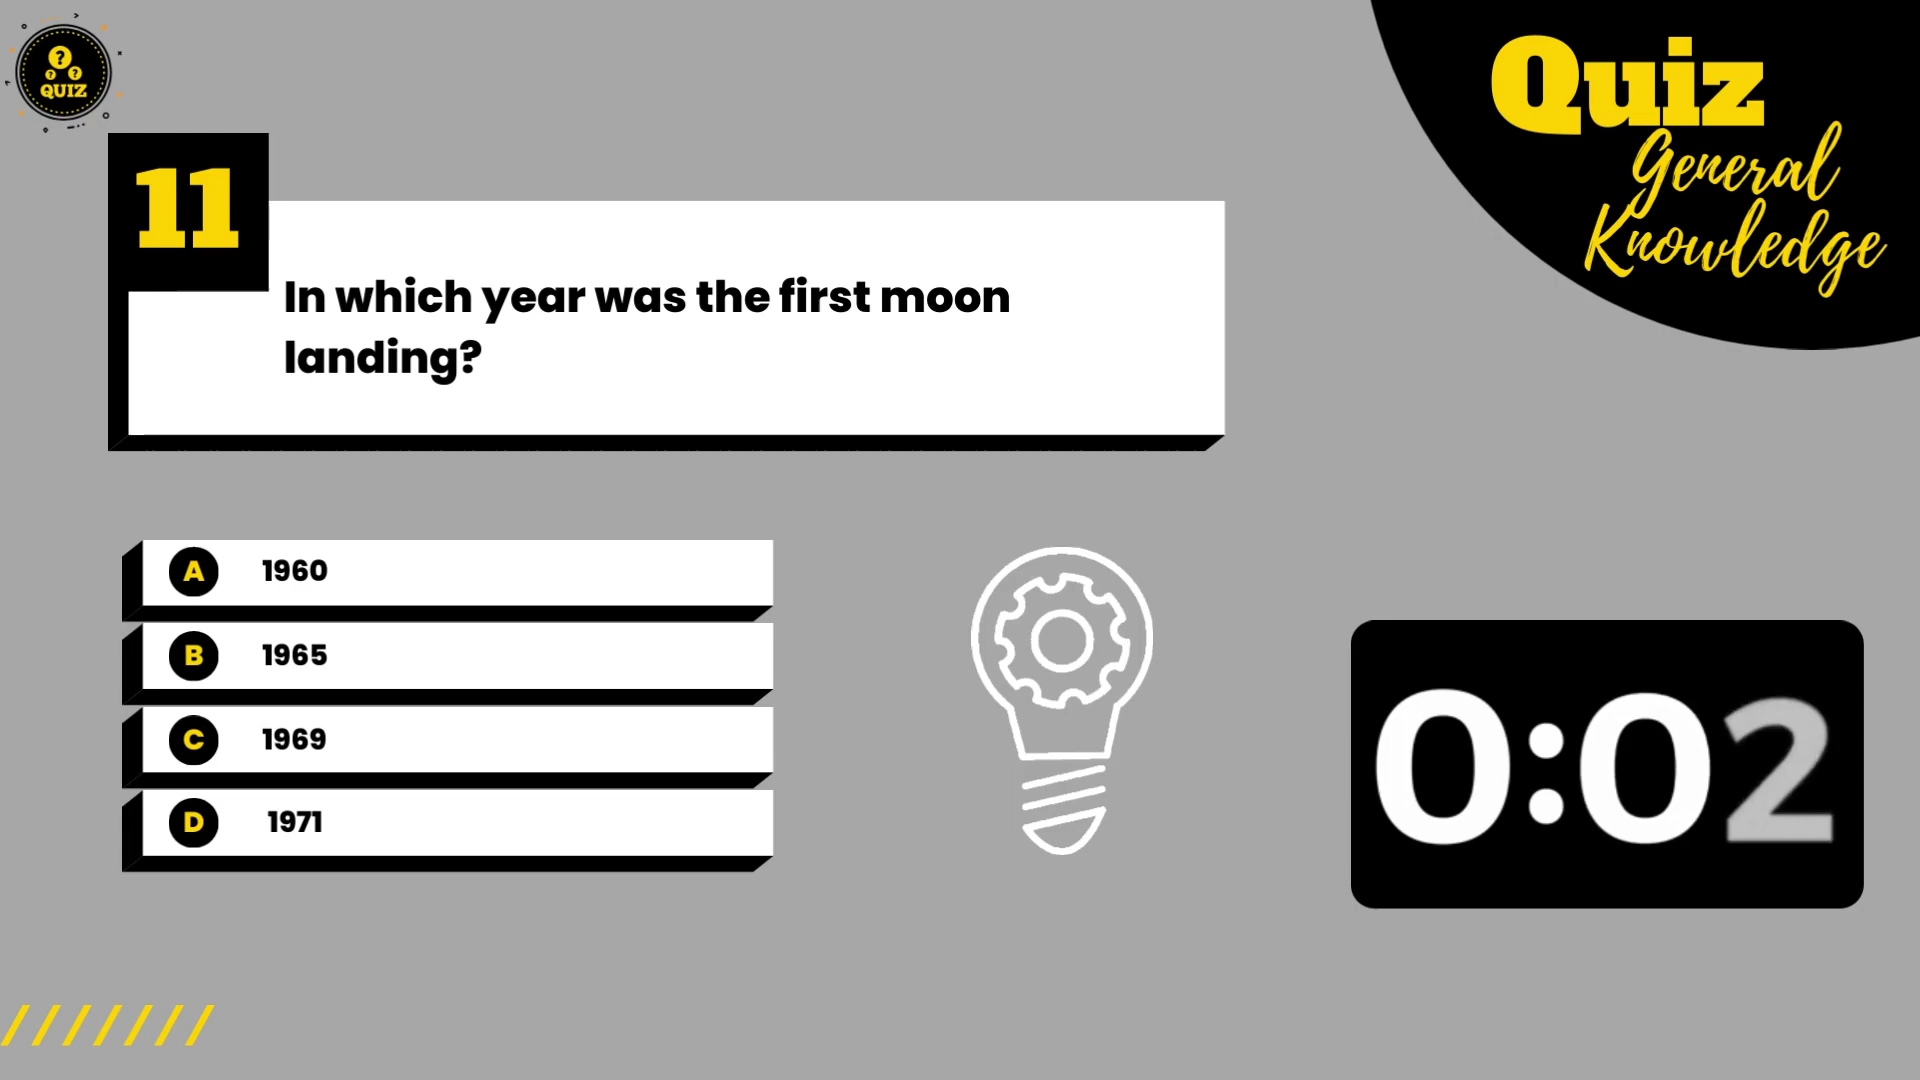 ?
? ?
QUIZ
Quiz
General
Knowledge
11
In which year was the first moon
landing?
A 1960
B 1965
C 1969
D 1971
0:02